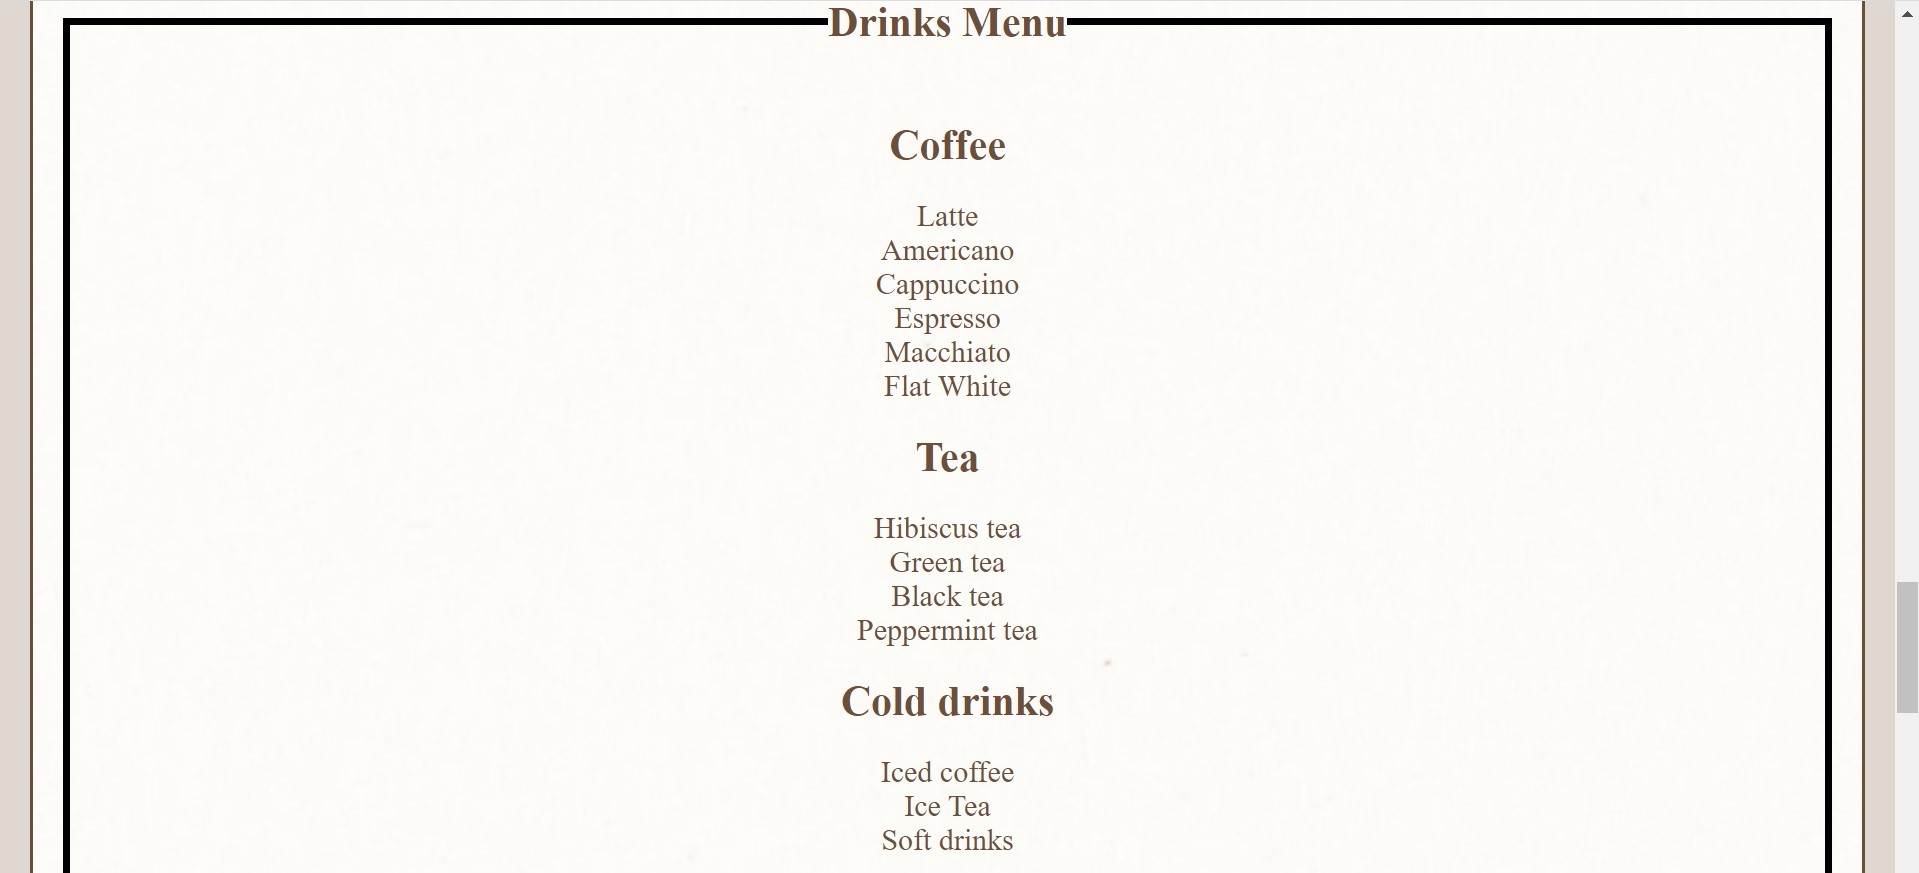 Drinks Menu
Coffee
Latte
Americano
Cappuccino
Espresso
Macchiato
Flat White
Tea
Hibiscus tea
Green tea
Black tea
Peppermint tea
Cold drinks
Iced coffee
Ice Tea
Soft drinks